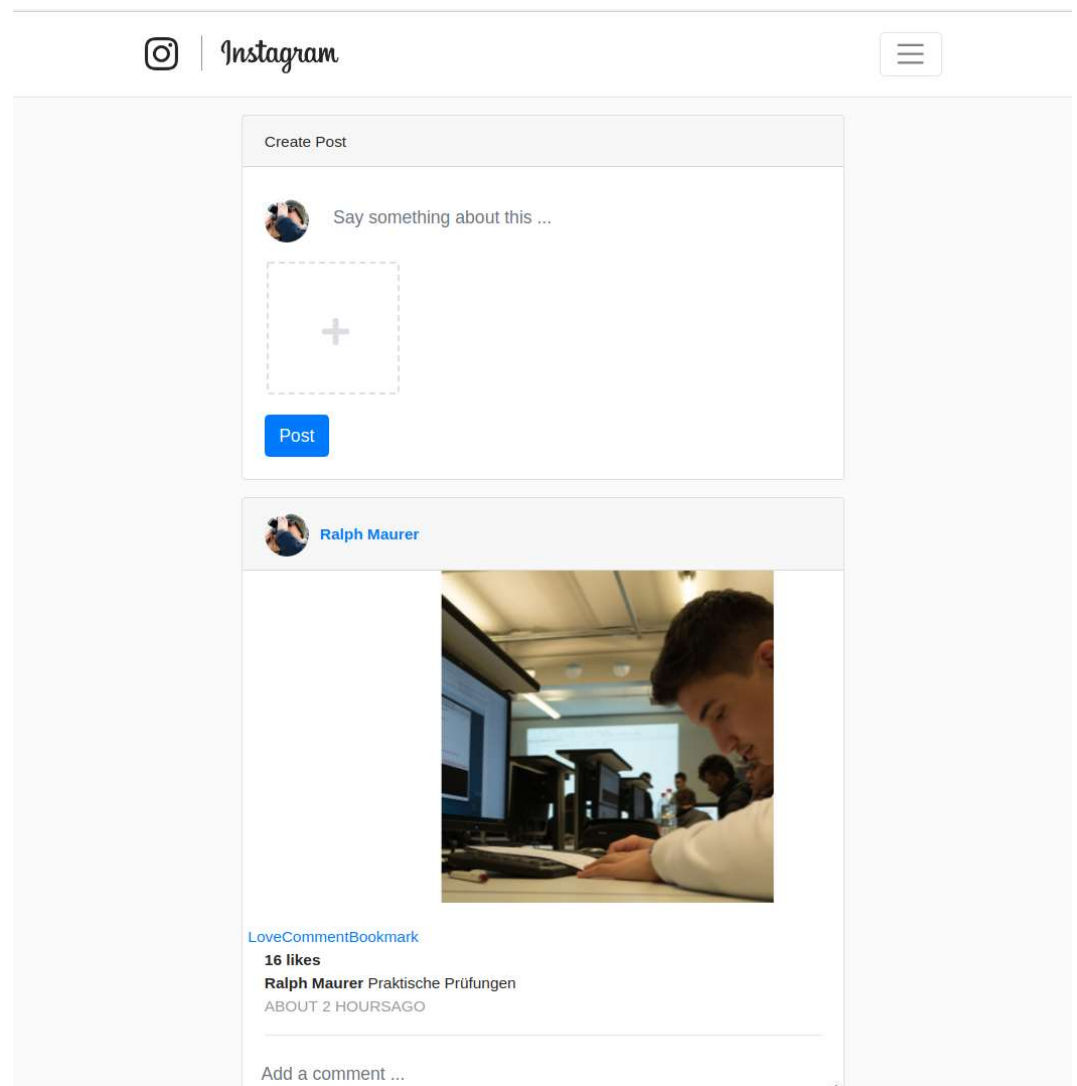 Instagram
Create Post
Say something about this ...
Post
Ralph Maurer
LoveCommentBookmark
16 likes
Ralph Maurer Praktische Prüfungen
ABOUT 2 HOURSAGO
Add a comment ...